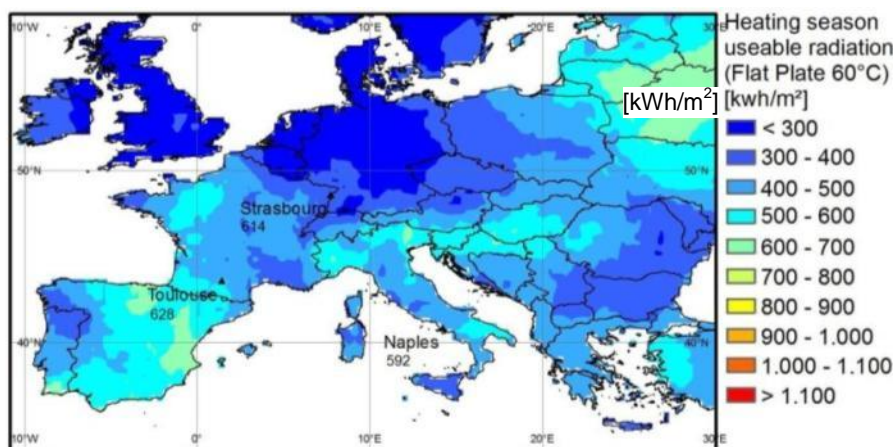 10°W
0°
10°E
20°E
30°E
Heating season
useable radiation
(Flat Plate 60°C)
[kWh/m²]
[kwh/m²]
< 300
300 - 400
400 - 500
500 - 600
600 - 700
700 - 800
800 - 900
900 - 1.000
1.000 - 1.100
> 1.100
50°N
50°N
Strasbourg
614
Toulouse
628
40°N
Naples
592
40°N
10°W
0°
10°E
20°E
30°E